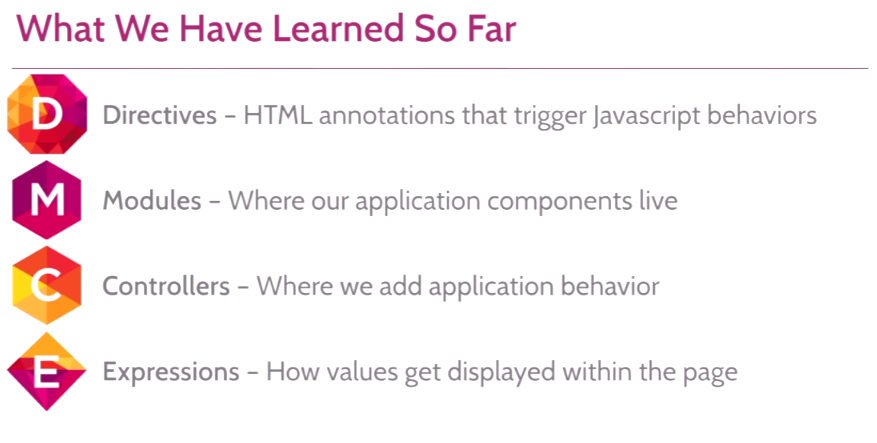 What We Have Learned So Far
D Directives – HTML annotations that trigger Javascript behaviors
M Modules – Where our application components live
C Controllers – Where we add application behavior
E Expressions – How values get displayed within the page